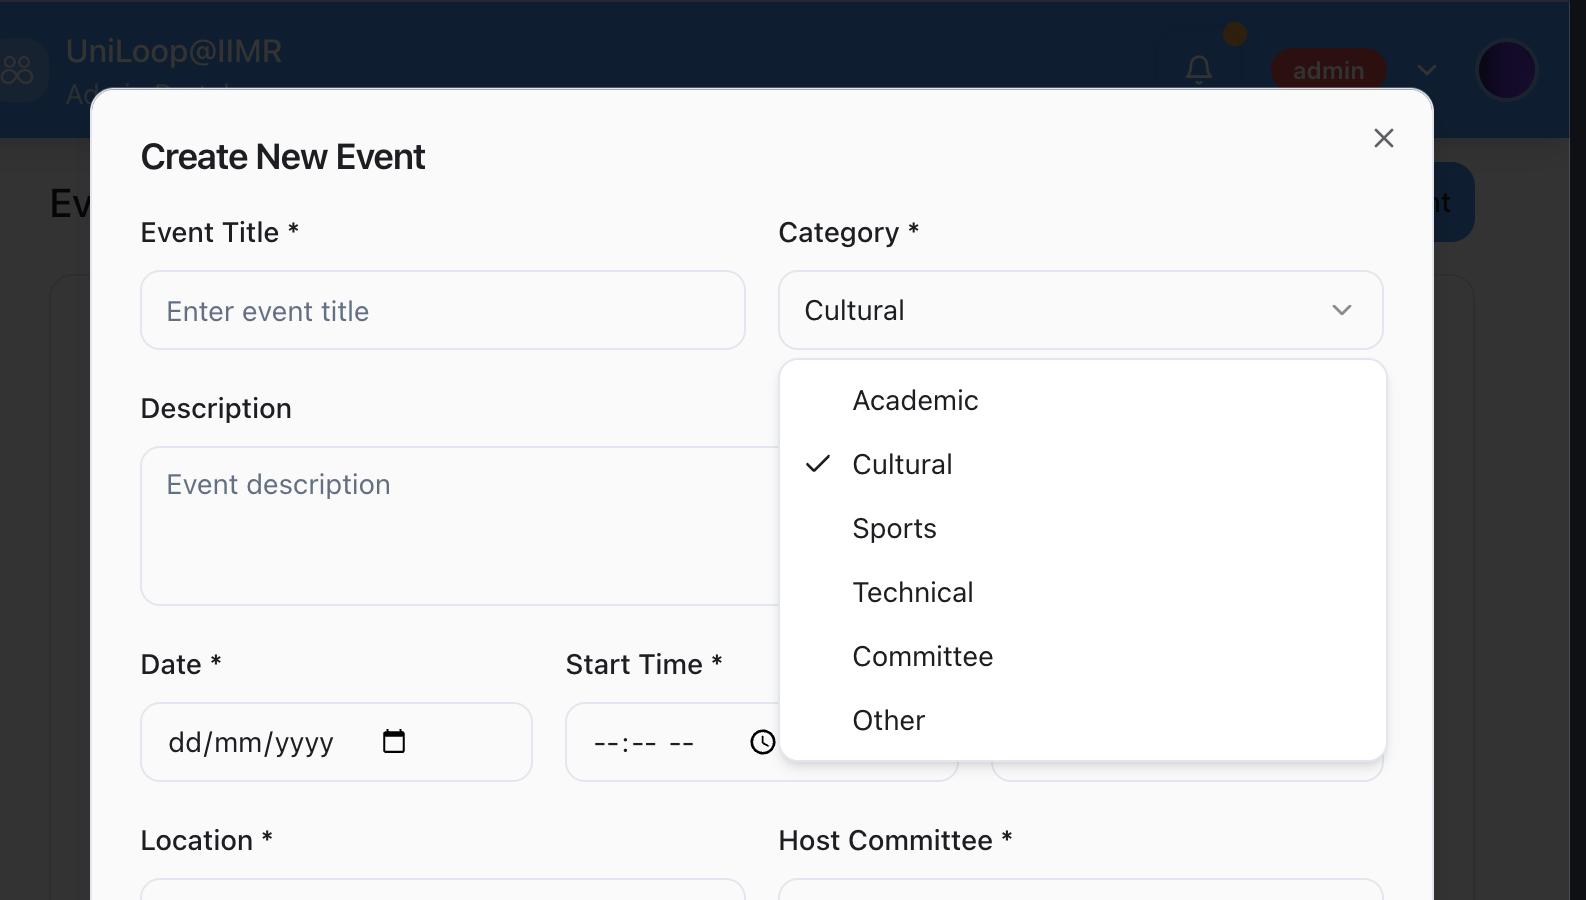 UniLoop@IIMR
admin
Create New Event
Event Title *
Category *
Enter event title
Cultural
Academic
Cultural
Sports
Technical
Committee
Other
Description
Event description
Date *
Start Time *
dd/mm/yyyy
--:-- --
Location *
Host Committee *